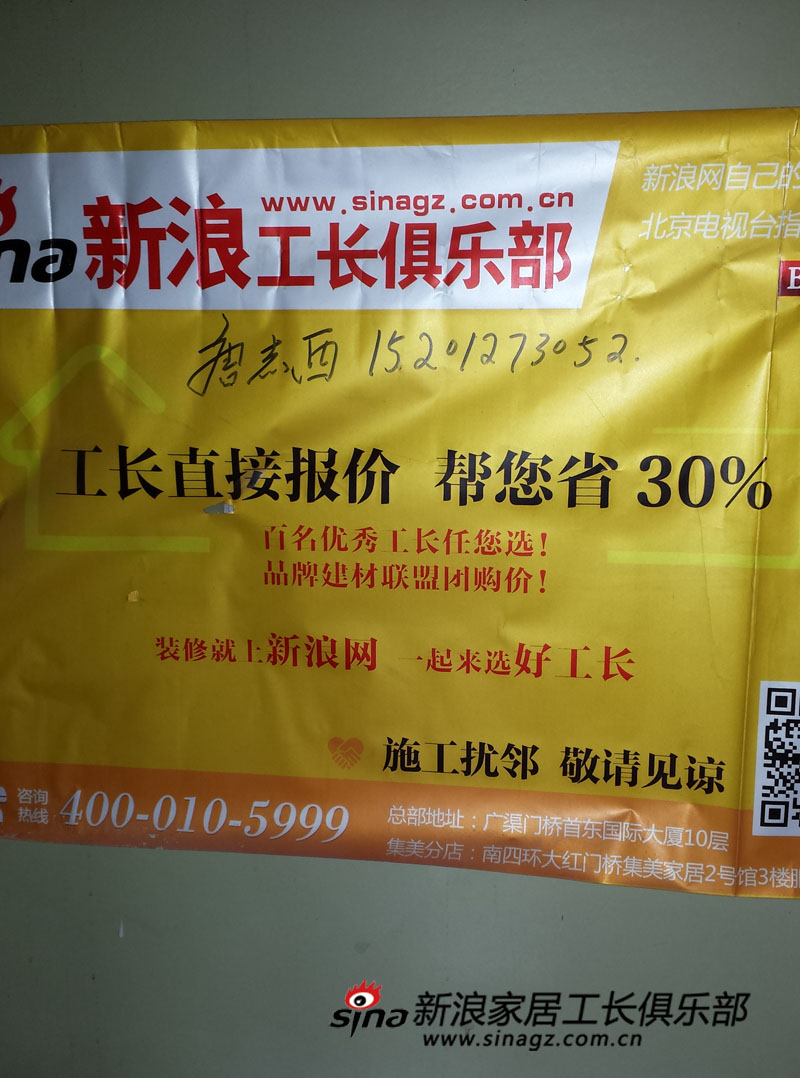 sina新浪
www.sinagz.com.cn
工长俱乐部
新浪网自己的
北京电视台指
15201273052.
工长直接报价 帮您省30%
百名优秀工长任您选！
品牌建材联盟团购价！
装修就上新浪网 一起来选好工长
施工扰邻 敬请见谅
咨询
热线：400-010-5999
总部地址：广渠门桥首东国际大厦10层
集美分店：南四环大红门桥集美家居2号馆3楼服
sina新浪家居工长俱乐部
www.sinagz.com.cn